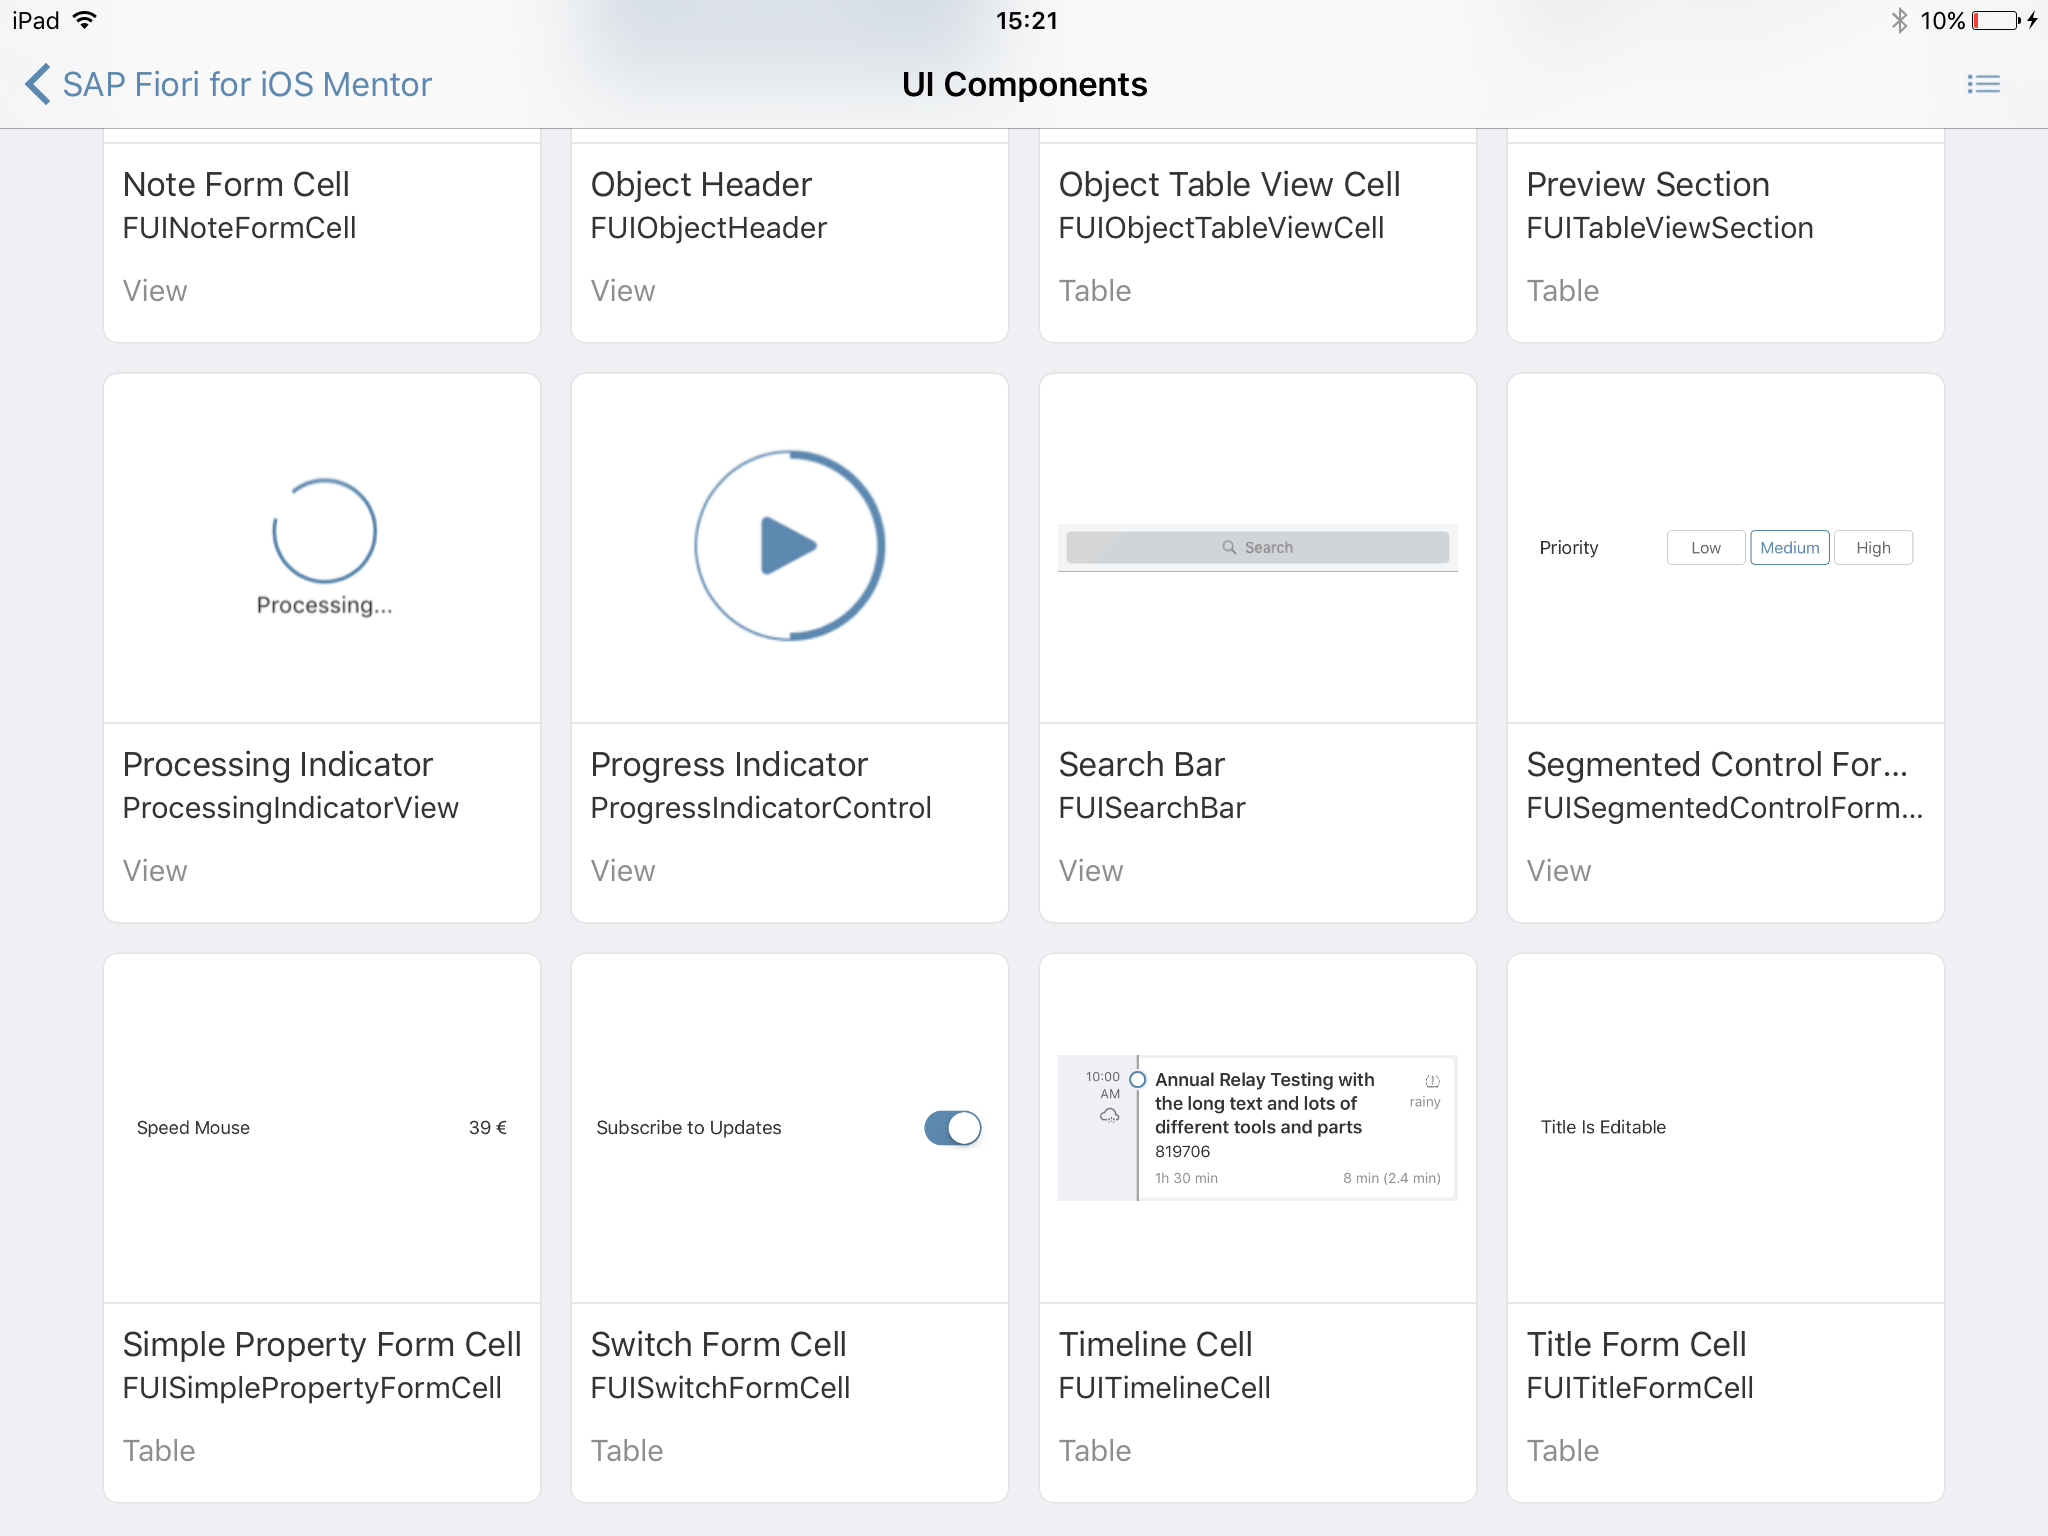 iPad 15:21 10%
SAP Fiori for iOS Mentor UI Components
Note Form Cell
FUINoteFormCell
View
Object Header
FUIObjectHeader
View
Object Table View Cell
FUIObjectTableViewCell
Table
Preview Section
FUITableViewSection
Table
Processing...
Processing Indicator
ProcessingIndicatorView
View
Progress Indicator
ProgressIndicatorControl
View
Search
Search Bar
FUISearchBar
View
Priority Low Medium High
Segmented Control For...
FUISegmentedControlForm...
View
Speed Mouse 39 €
Simple Property Form Cell
FUISimplePropertyFormCell
Table
Subscribe to Updates
Switch Form Cell
FUISwitchFormCell
Table
10:00
AM
Annual Relay Testing with
the long text and lots of
different tools and parts
rainy
819706
1h 30 min 8 min (2.4 min)
Timeline Cell
FUITimelineCell
Table
Title Is Editable
Title Form Cell
FUITitleFormCell
Table